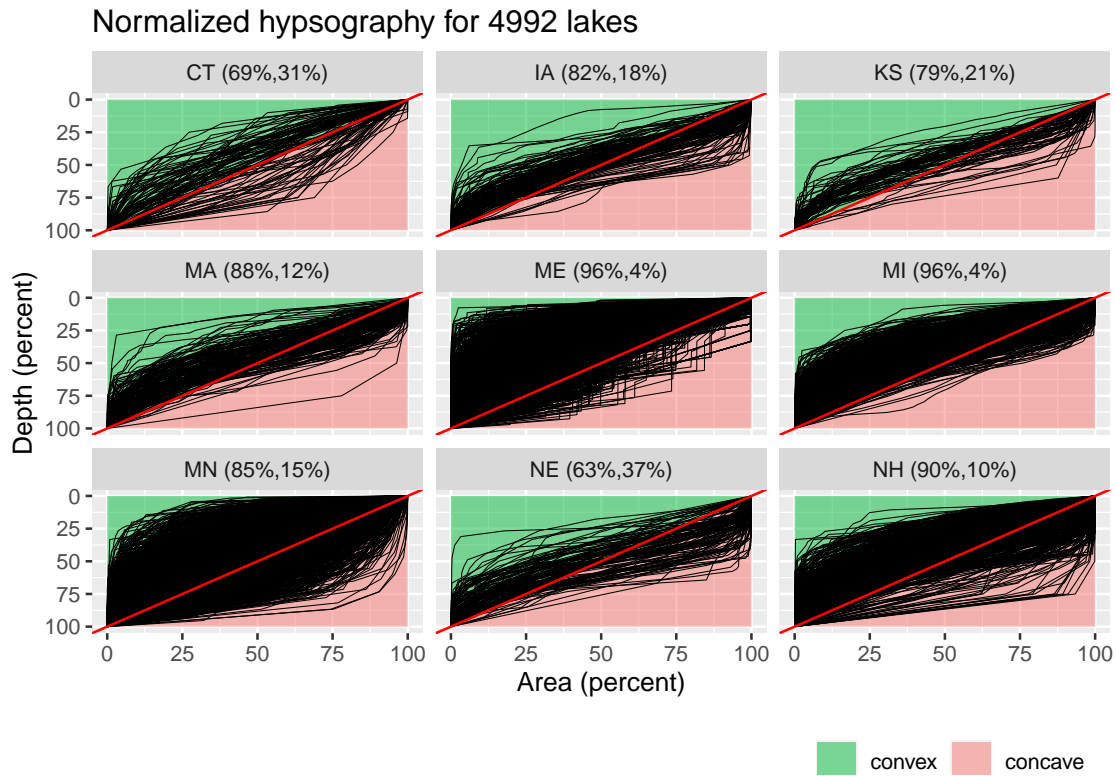 Normalized hypsography for 4992 lakes
CT (69%,31%) IA (82%,18%) KS (79%,21%)
0
25
50
75
100
MA (88%,12%) ME (96%,4%) MI (96%,4%)
0
25
50
75
100
MN (85%,15%) NE (63%,37%) NH (90%,10%)
0
25
50
75
100
Depth (percent)
0 25 50 75 100 0 25 50 75 100 0 25 50 75 100
Area (percent)
convex concave